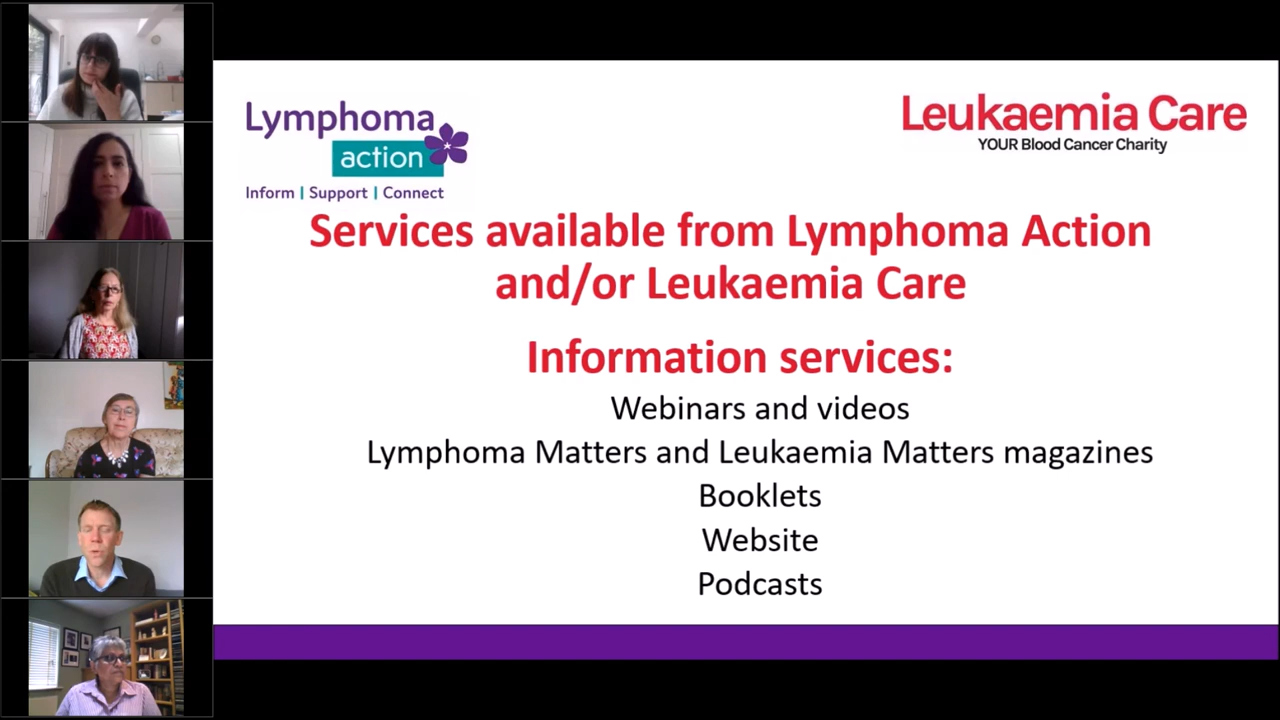 Lymphoma
action
Inform | Support | Connect
Leukaemia Care
YOUR Blood Cancer Charity
Services available from Lymphoma Action
and/or Leukaemia Care
Information services:
Webinars and videos
Lymphoma Matters and Leukaemia Matters magazines
Booklets
Website
Podcasts